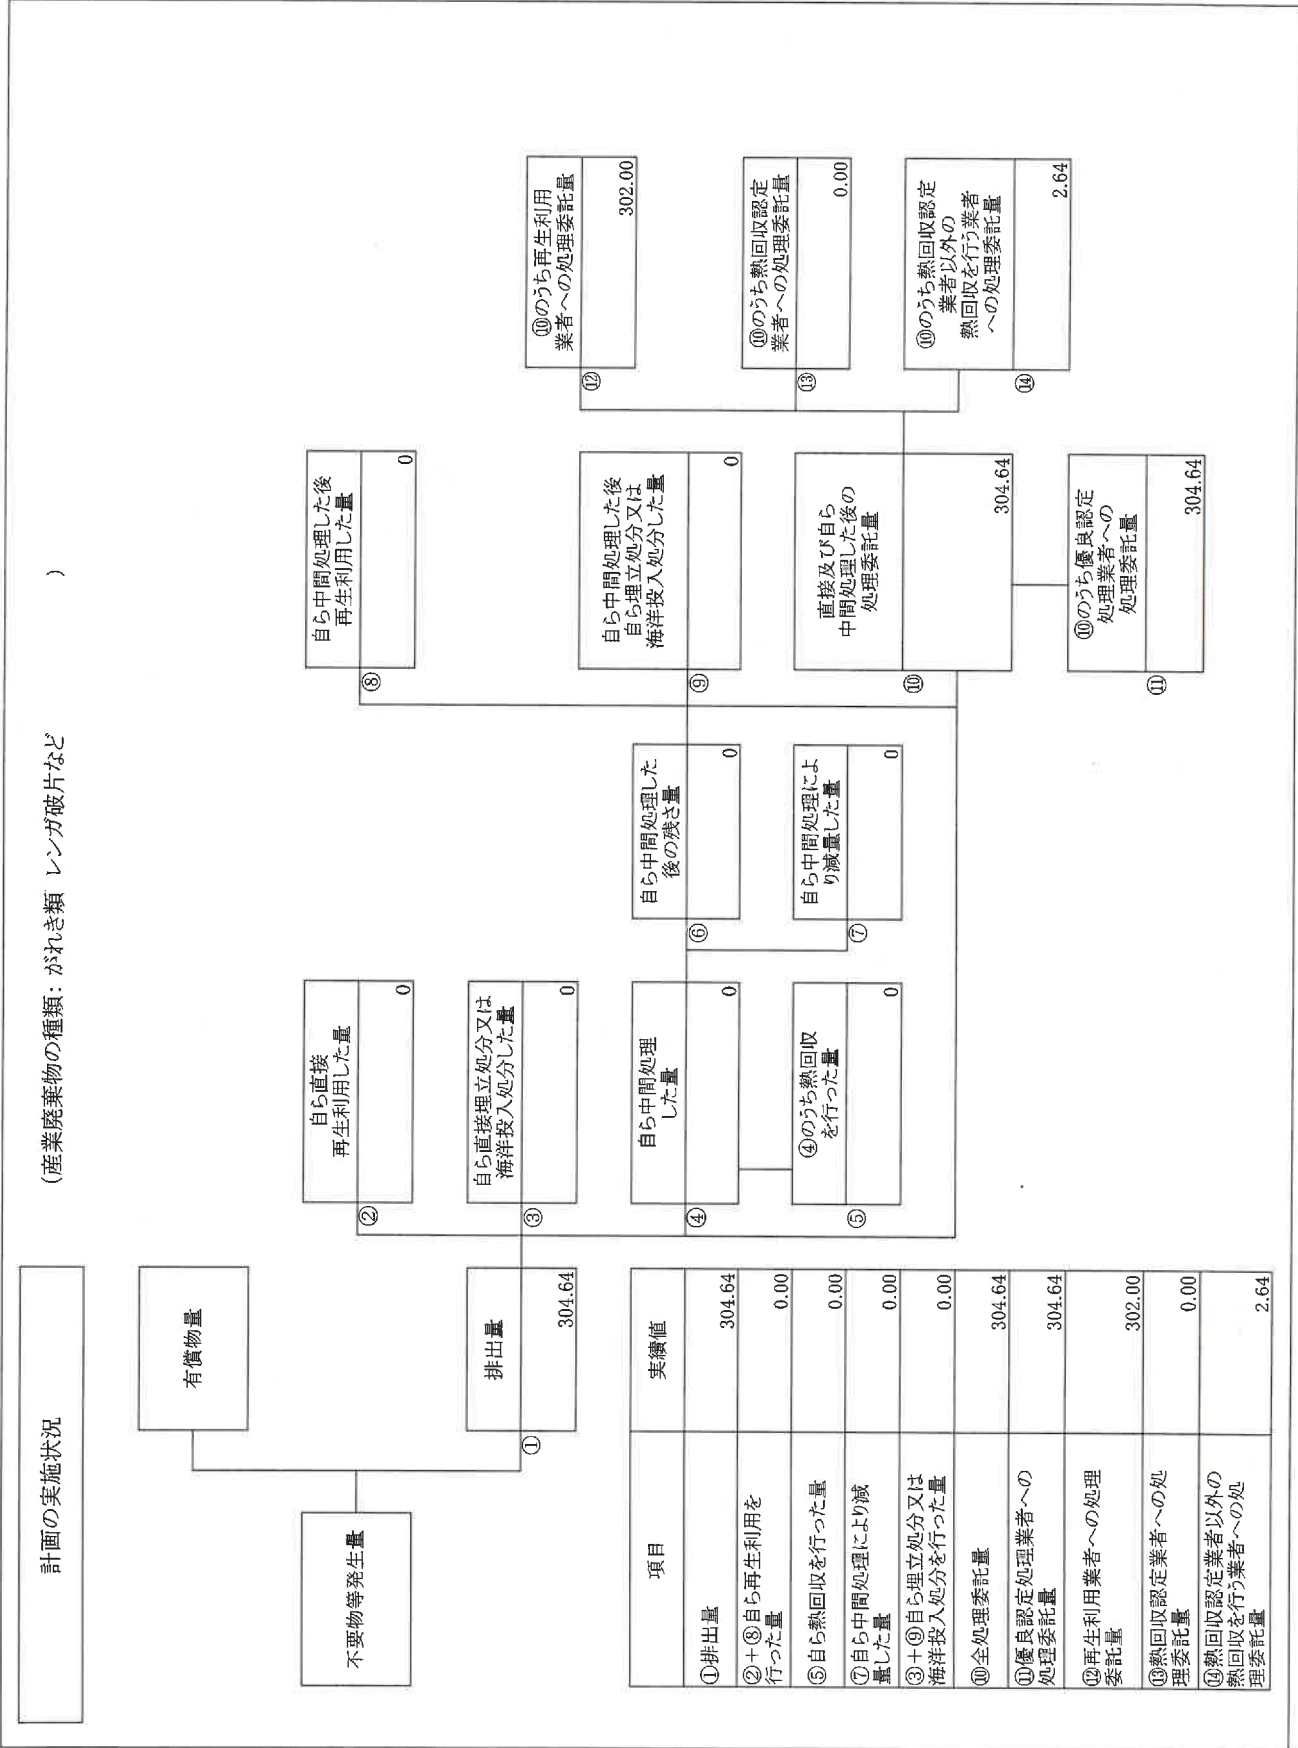 計画の実施状況
(産業廃棄物の種類: がれき類 レンガ破片など
)
不要物等発生量
有償物量
①
排出量
304.64
②
自ら直接
再生利用した量
0
③
自ら直接埋立処分又は
海洋投入処分した量
0
④
自ら中間処理
した量
0
⑤
④のうち熱回収
を行った量
0
⑥
自ら中間処理した
後の残さ量
0
⑦
自ら中間処理によ
り減量した量
0
⑧
自ら中間処理した後
再生利用した量
0
⑨
自ら中間処理した後
自ら埋立処分又は
海洋投入処分した量
0
⑩
直接及び自ら
中間処理した後の
処理委託量
304.64
⑪
⑩のうち優良認定
処理業者への
処理委託量
304.64
⑫
⑩のうち再生利用
業者への処理委託量
302.00
⑬
⑩のうち熱回収認定
業者への処理委託量
0.00
⑭
⑩のうち熱回収認定
業者以外の
熱回収を行う業者
への処理委託量
2.64
項目
実績値
①排出量
304.64
②+⑧自ら再生利用を
行った量
0.00
⑤自ら熱回収を行った量
0.00
⑦自ら中間処理により減
量した量
0.00
③+⑨自ら埋立処分又は
海洋投入処分を行った量
0.00
⑩全処理委託量
304.64
⑪優良認定処理業者への
処理委託量
304.64
⑫再生利用業者への処理
委託量
302.00
⑬熱回収認定業者への処
理委託量
0.00
⑭熱回収認定業者以外の
熱回収を行う業者への処
理委託量
2.64